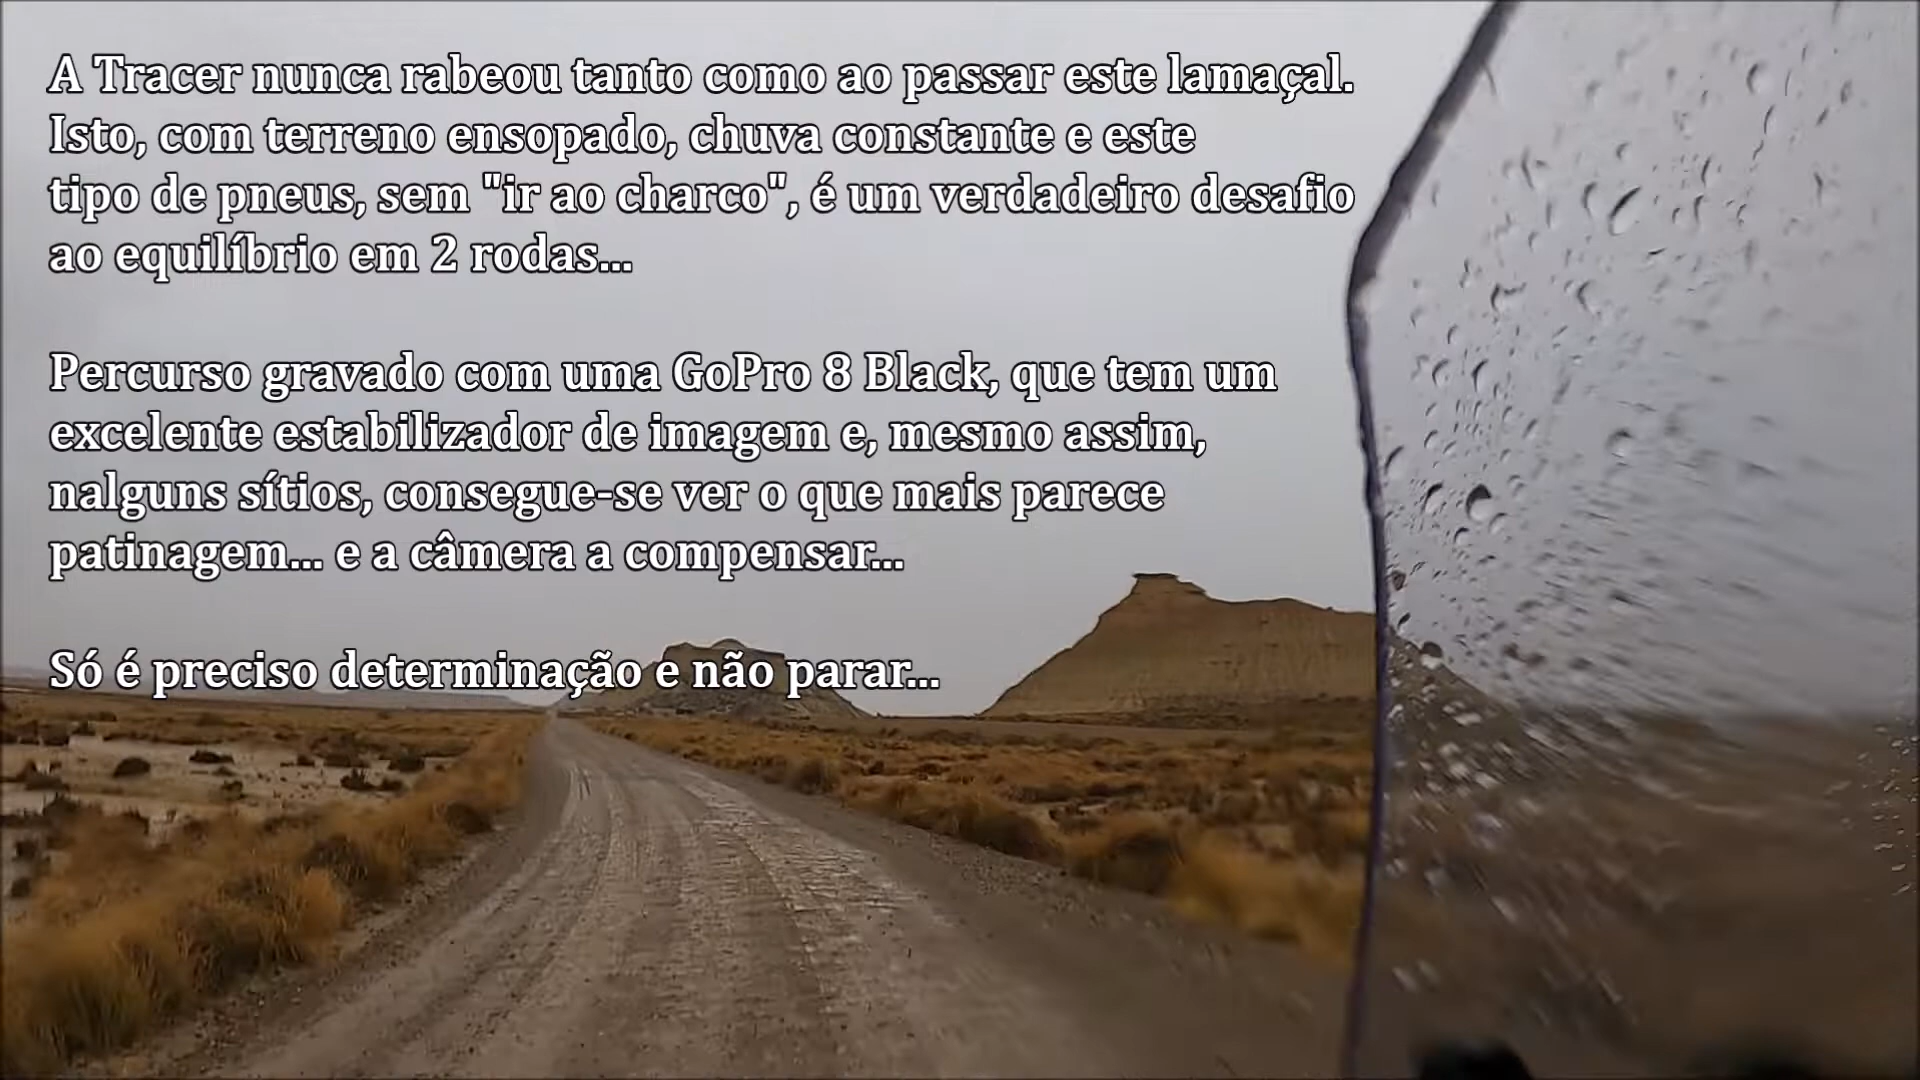 A Tracer nunca rabeou tanto como ao passar este lamaçal.
Isto, com terreno ensopado, chuva constante e este
tipo de pneus, sem "ir ao charco", é um verdadeiro desafio
ao equilíbrio em 2 rodas...
Percurso gravado com uma GoPro 8 Black, que tem um
excelente estabilizador de imagem e, mesmo assim,
nalguns sítios, consegue-se ver o que mais parece
patinagem... e a câmera a compensar...
Só é preciso determinação e não parar...